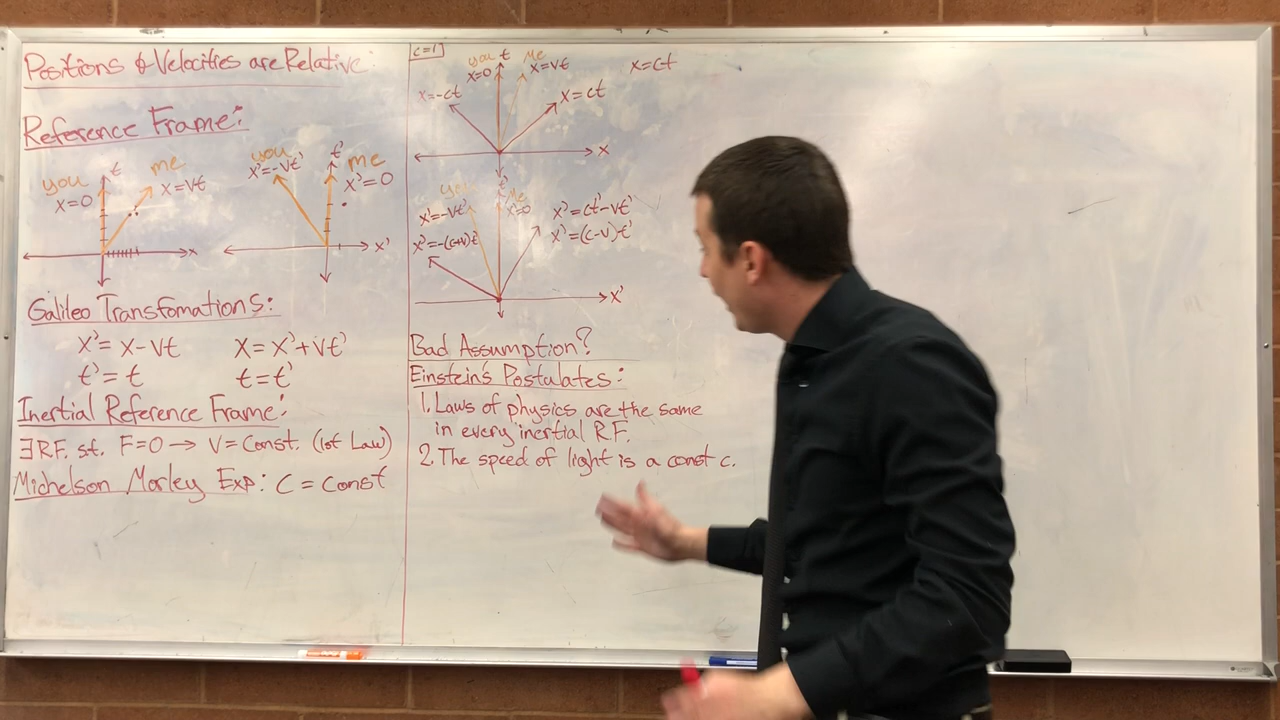 Positions & Velocities are Relative:
Reference Frame:
you
x=0
t
me
x=vt
x
you
x'=-vt'
t'
me
x'=0
x'
Galileo Transfomations:
x'= x-vt x = x'+vt'
t'= t t = t'
Inertial Reference Frame:
∃ R.F. st. F=0 → V=Const. (1st Law)
Michelson Morley Exp: C = Const
c=1
you t me
x=0 x=vt
x=ct
x=-ct
x=ct
x
you
t'
me
x'=-vt'
x'=0
x'=ct'-vt'
x'=-(c+v)t'
x'=(c-v)t'
x'
Bad Assumption?
Einstein's Postulates:
1. Laws of physics are the same
in every inertial R.F.
2. The speed of light is a const c.